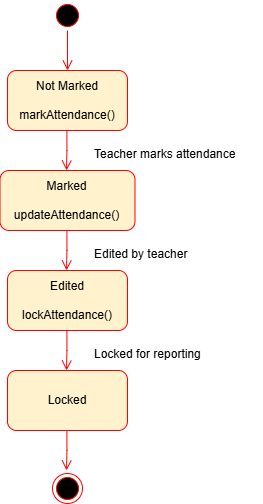 Not Marked
markAttendance()
Teacher marks attendance
Marked
updateAttendance()
Edited by teacher
Edited
lockAttendance()
Locked for reporting
Locked